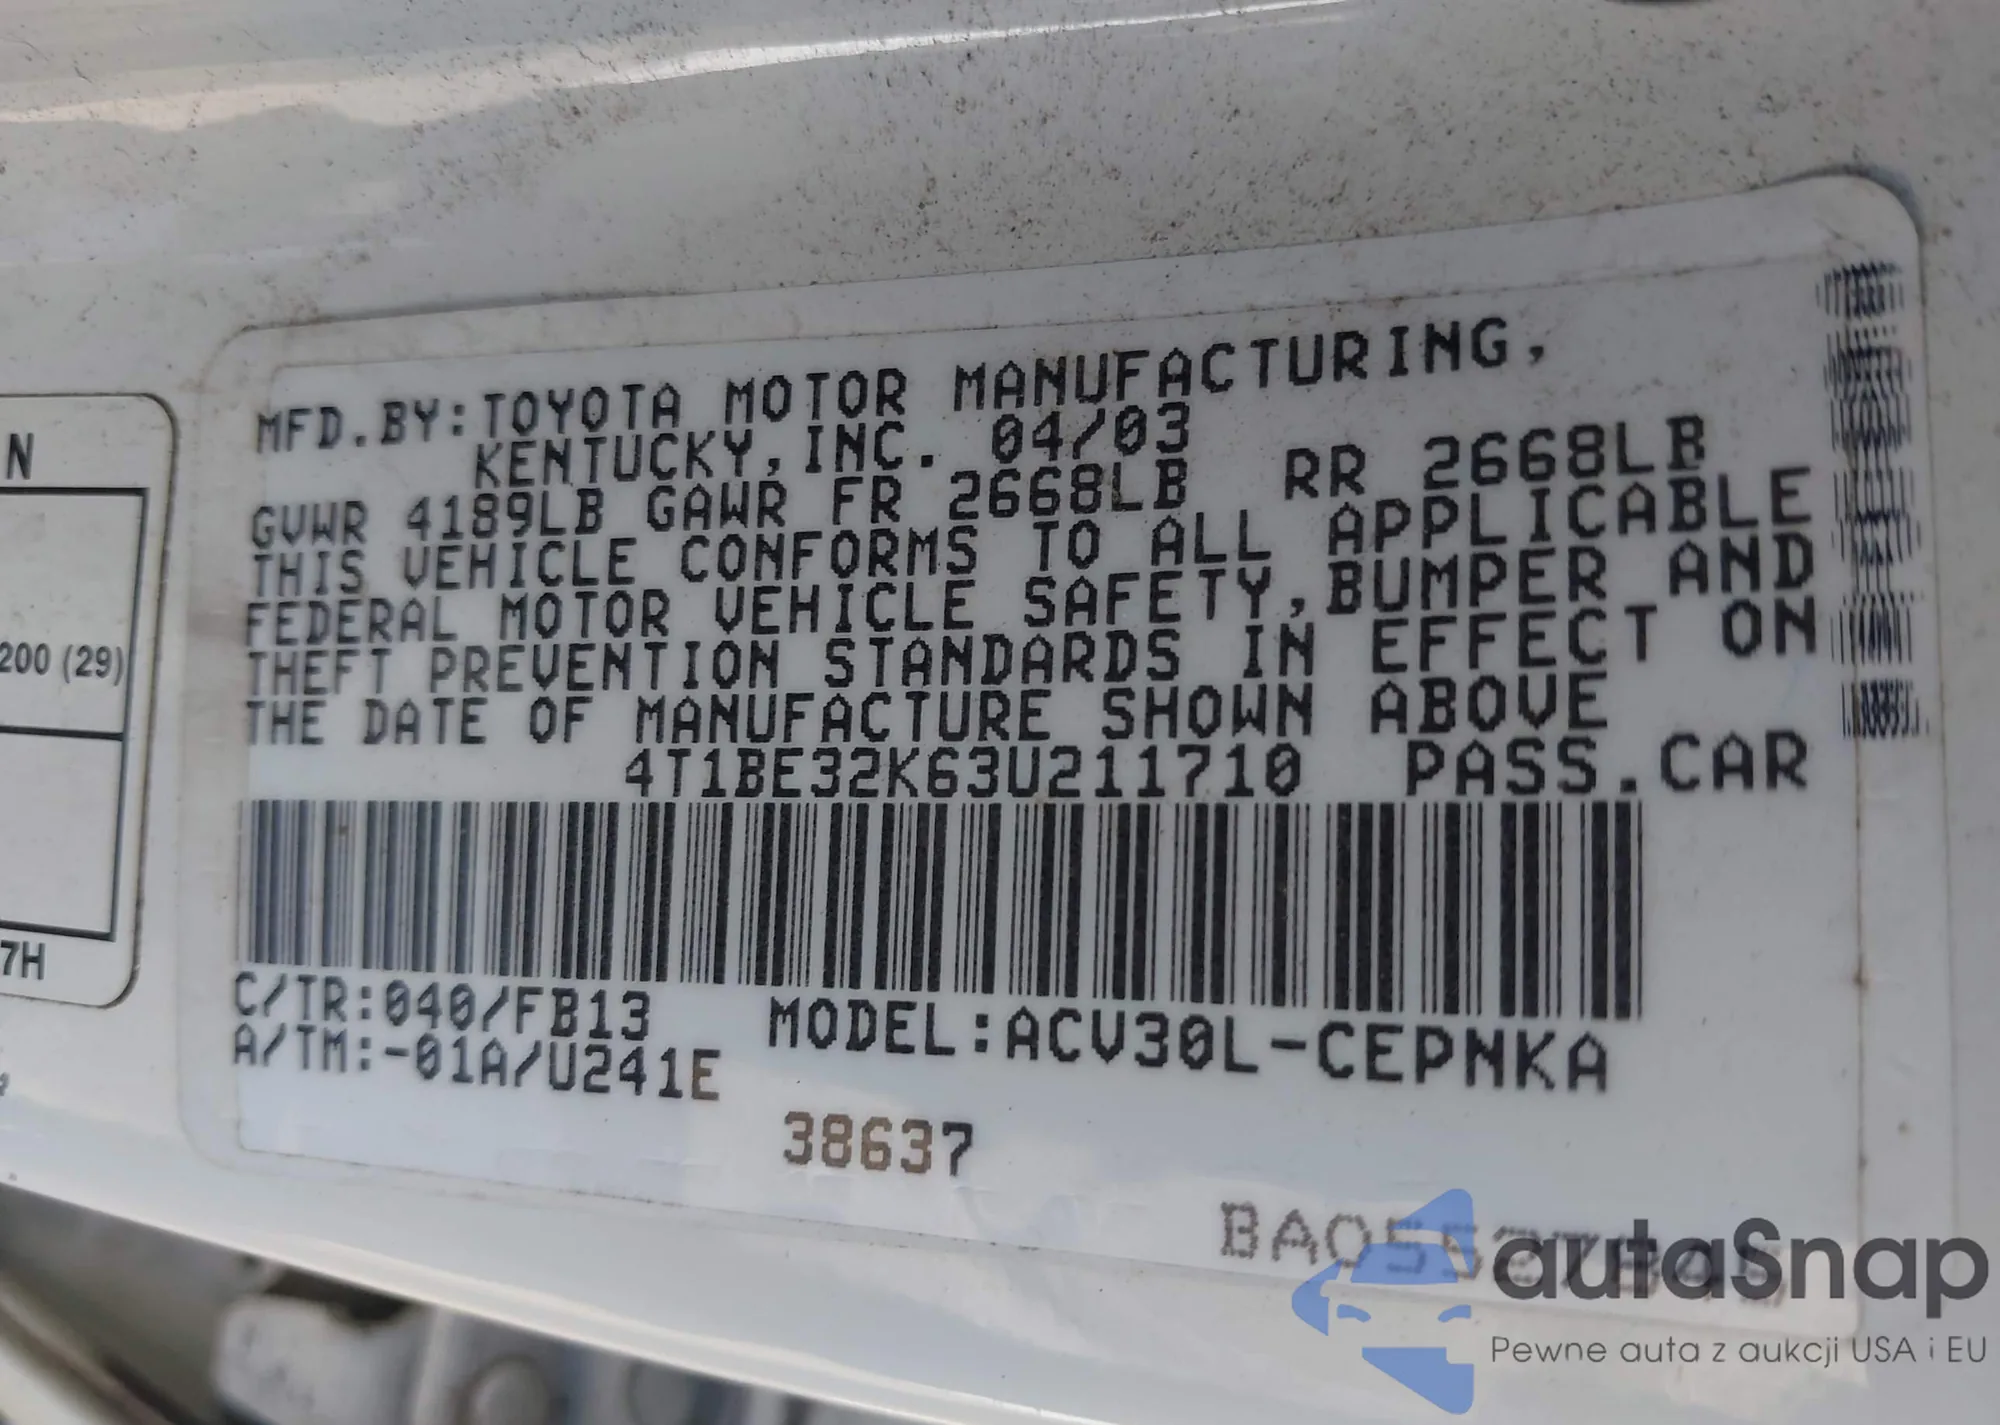 N
200 (29)
7H
MFD.BY:TOYOTA MOTOR MANUFACTURING,
KENTUCKY,INC. 04/03
GVWR 4189LB GAWR FR 2668LB RR 2668LB
THIS VEHICLE CONFORMS TO ALL APPLICABLE
FEDERAL MOTOR VEHICLE SAFETY,BUMPER AND
THEFT PREVENTION STANDARDS IN EFFECT ON
THE DATE OF MANUFACTURE SHOWN ABOVE
4T1BE32K63U211710 PASS.CAR
C/TR:040/FB13 MODEL:ACV30L-CEPNKA
A/TM:-01A/U241E
38637
autaSnap
Pewne auta z aukcji USA i EU